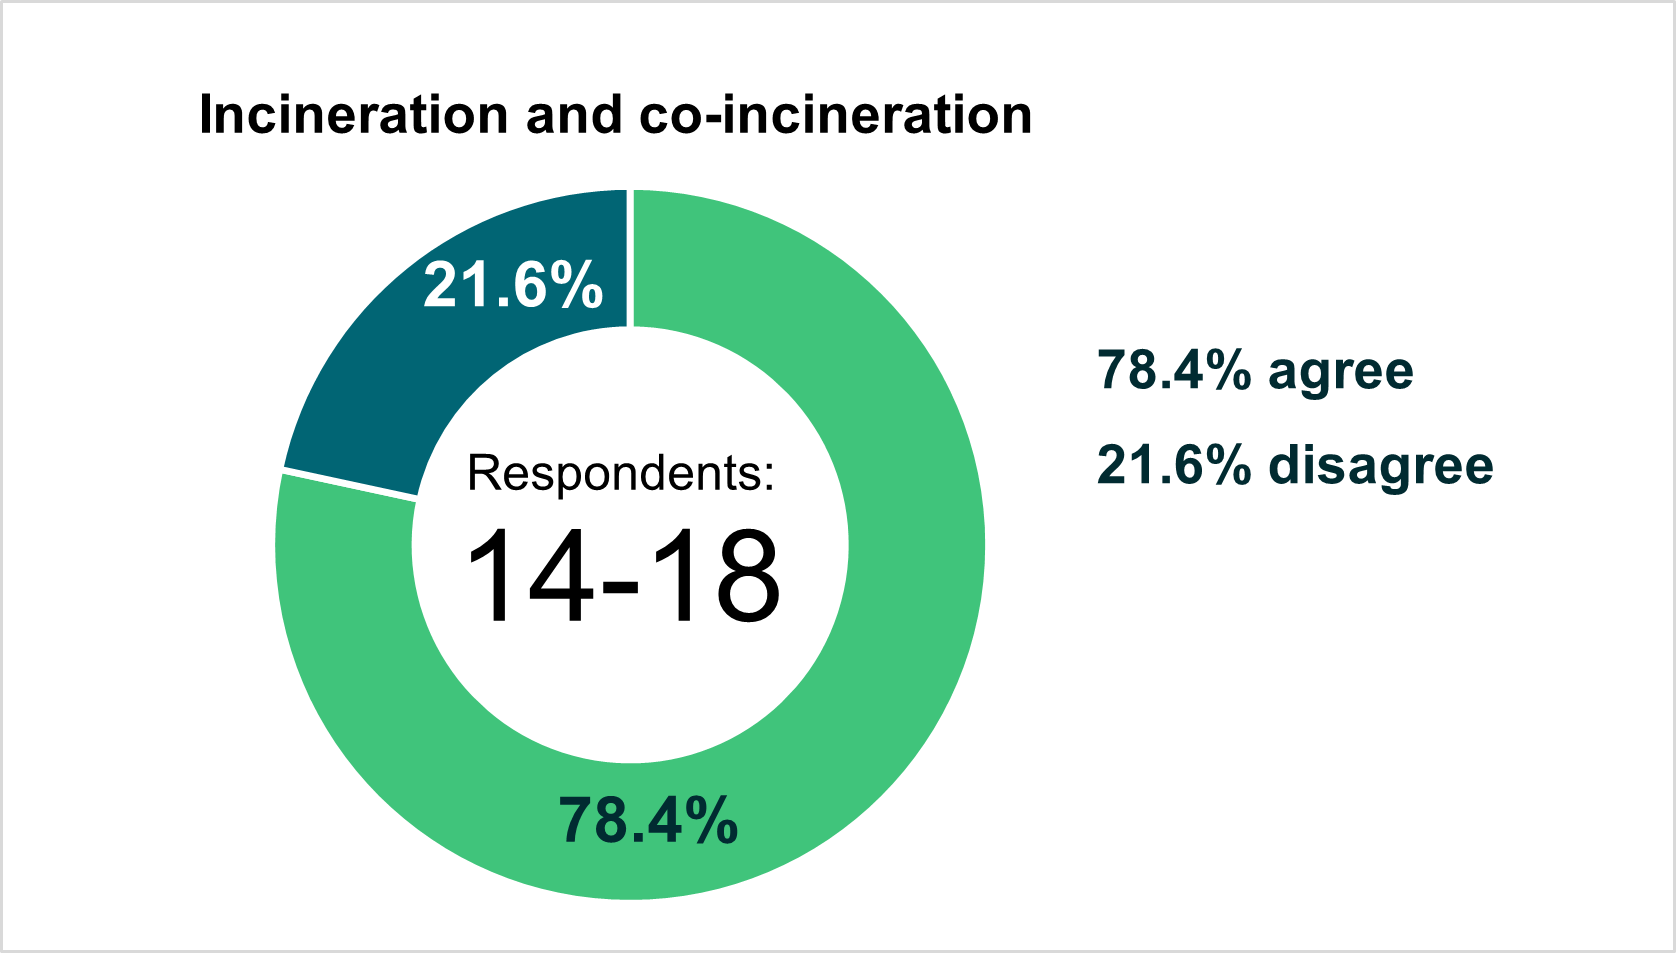 Incineration and co-incineration
21.6%
78.4% agree
21.6% disagree
Respondents:
14-18
78.4%